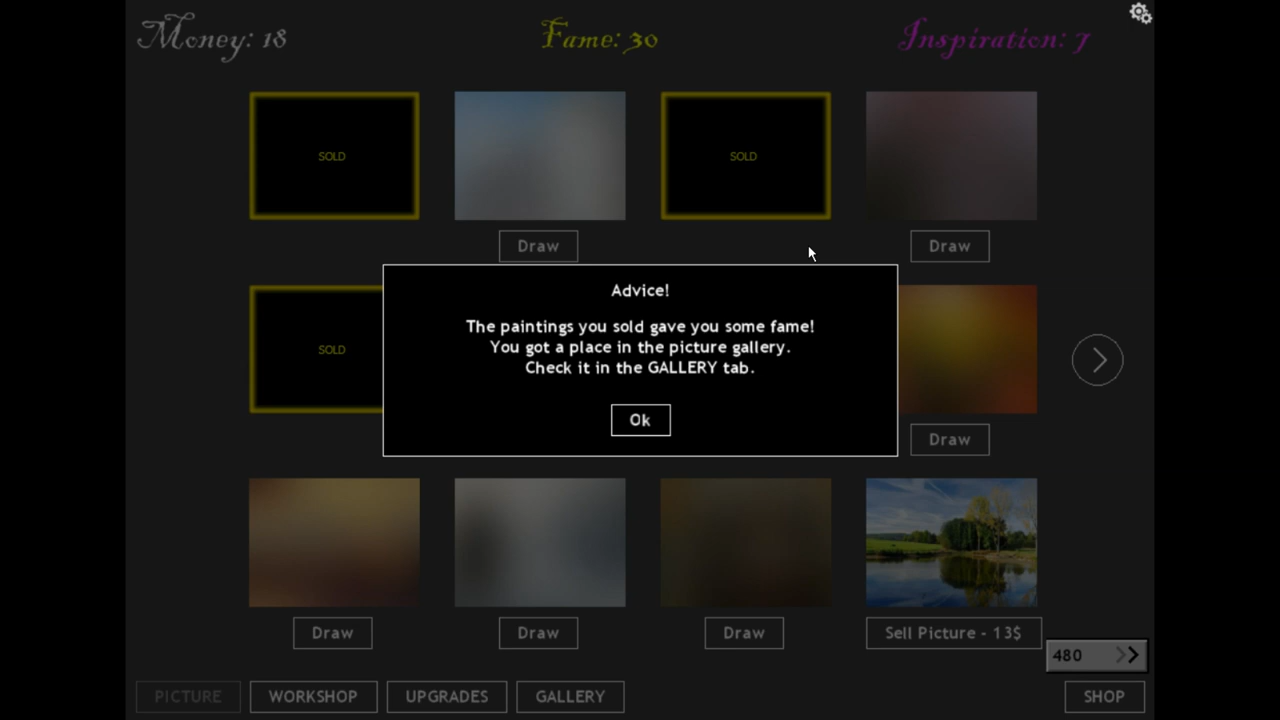 Money: 18
Fame: 30
Inspiration: 7
SOLD
SOLD
Draw
Draw
Advice!
The paintings you sold gave you some fame!
You got a place in the picture gallery.
Check it in the GALLERY tab.
Ok
SOLD
Draw
Draw
Draw
Draw
Sell Picture - 13$
480
PICTURE
WORKSHOP
UPGRADES
GALLERY
SHOP